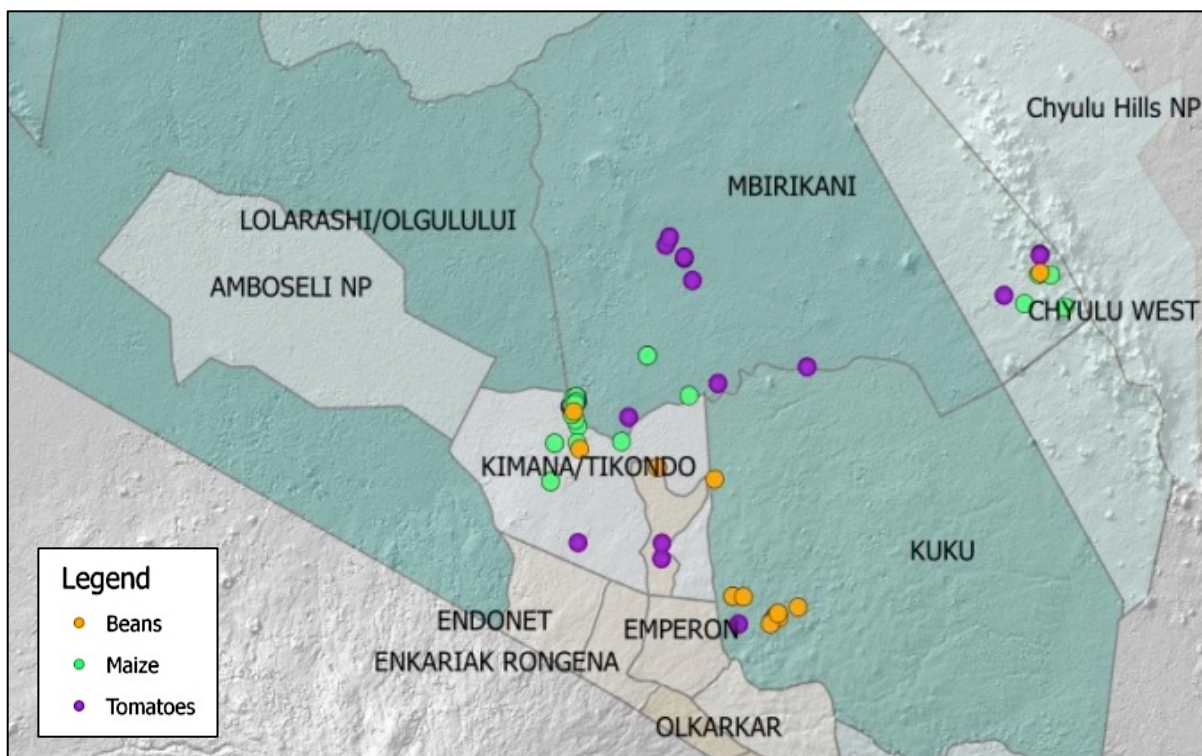 Chyulu Hills NP
MBIRIKANI
LOLARASHI/OLGULULUI
AMBOSELI NP
CHYULU WEST
KIMANA/TIKONDO
KUKU
ENDONET
EMPERON
ENKARIAK RONGENA
OLKARKAR
Legend
Beans
Maize
Tomatoes